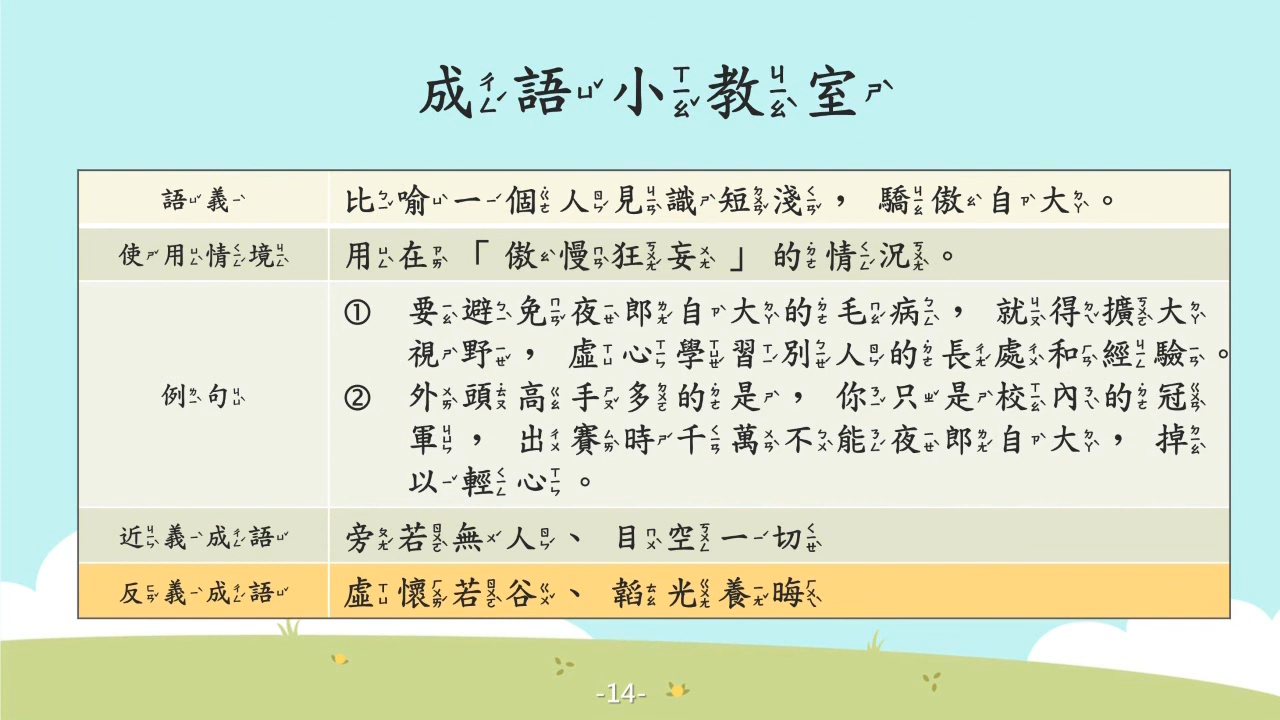 成語小教室
語義 比喻一個人見識短淺，驕傲自大。
使用情境 用在「傲慢狂妄」的情況。
例句
① 要避免夜郎自大的毛病，就得擴大
視野，虛心學習別人的長處和經驗。
② 外頭高手多的是，你只是校內的冠
軍，出賽時千萬不能夜郎自大，掉
以輕心。
近義成語 旁若無人、目空一切
反義成語 虛懷若谷、韜光養晦
-14-